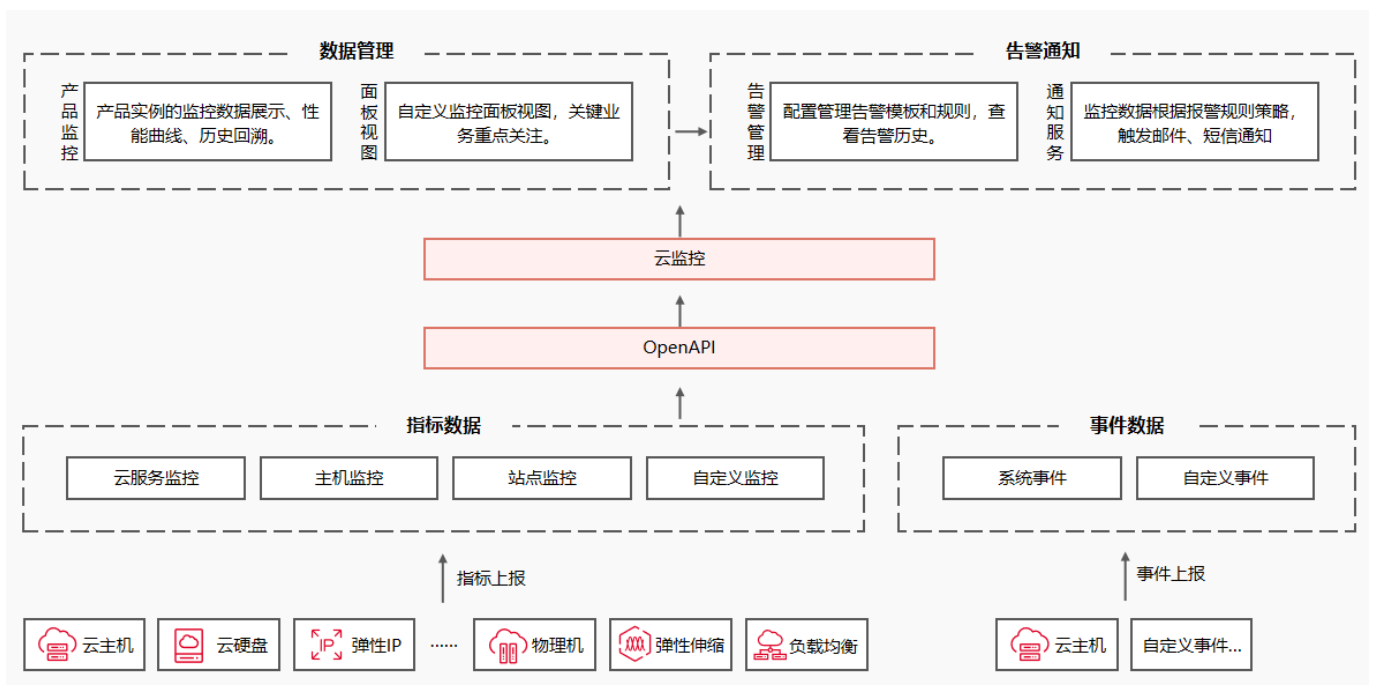 数据管理
告警通知
产品监控
产品实例的监控数据展示、性
能曲线、历史回溯。
面板视图
自定义监控面板视图，关键业
务重点关注。
告警管理
配置管理告警模板和规则，查
看告警历史。
通知服务
监控数据根据报警规则策略，
触发邮件、短信通知
云监控
OpenAPI
指标数据
事件数据
云服务监控
主机监控
站点监控
自定义监控
系统事件
自定义事件
指标上报
事件上报
云主机
云硬盘
IP
弹性IP
······
物理机
弹性伸缩
负载均衡
云主机
自定义事件...